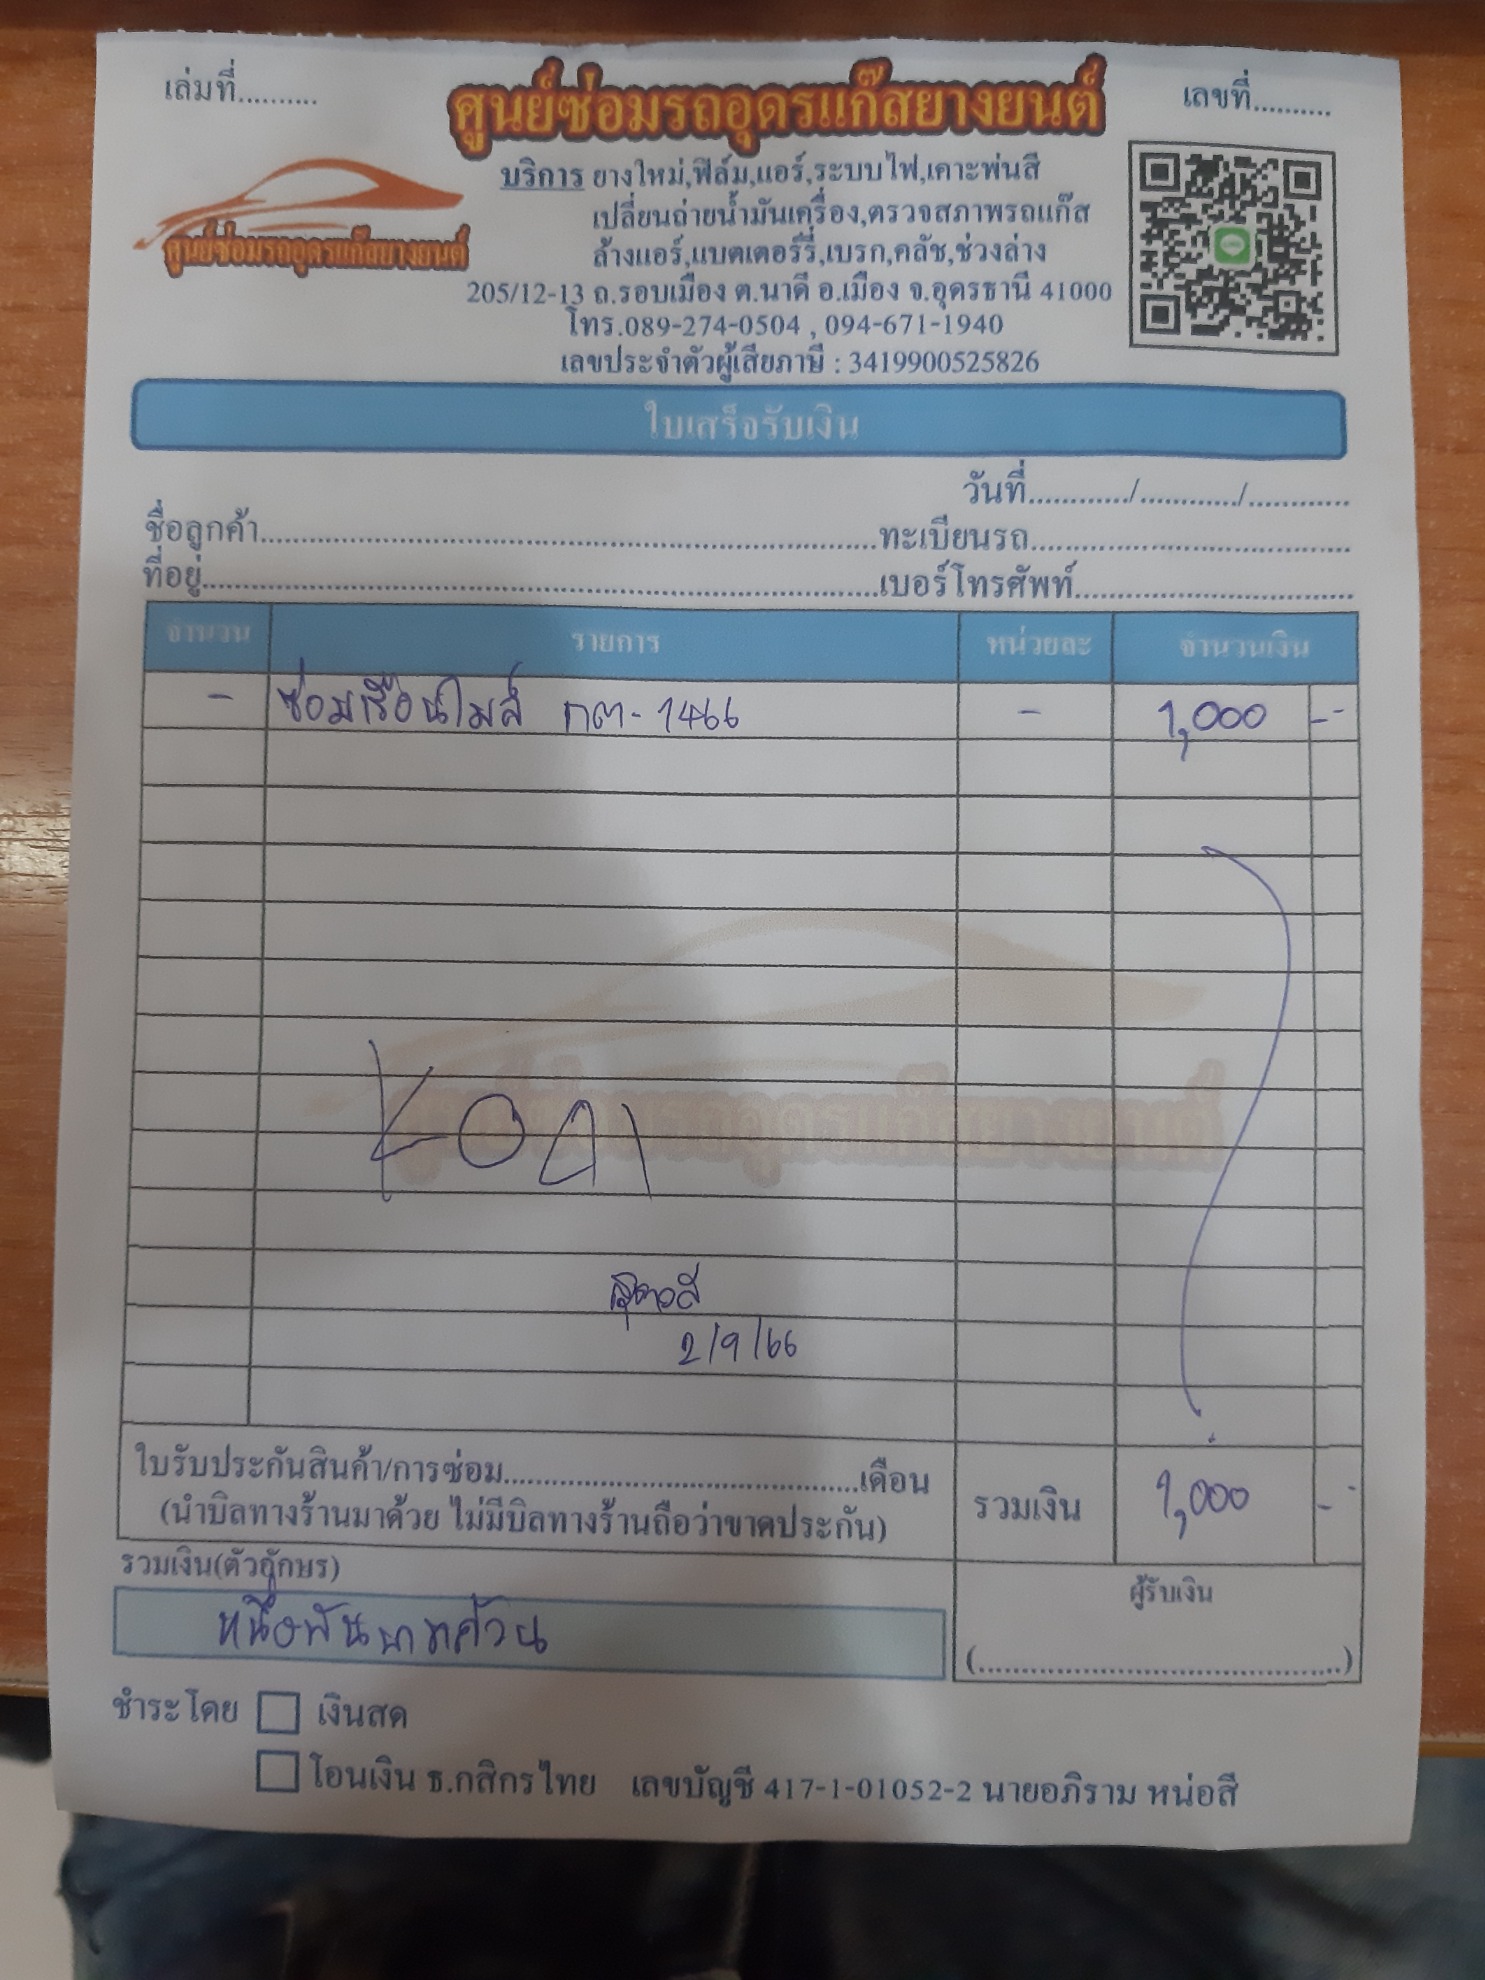 เล่มที่..........
ศูนย์ซ่อมรถอุดรแก๊สยางยนต์
เลขที่..........
ศูนย์ซ่อมรถอุดรแก๊สยางยนต์
บริการ ยางใหม่,ฟิล์ม,แอร์,ระบบไฟ,เคาะพ่นสี
เปลี่ยนถ่ายน้ำมันเครื่อง,ตรวจสภาพรถแก๊ส
ล้างแอร์,แบตเตอร์รี่,เบรก,คลัช,ช่วงล่าง
205/12-13 ถ.รอบเมือง ต.นาดี อ.เมือง จ.อุดรธานี 41000
โทร.089-274-0504 , 094-671-1940
เลขประจำตัวผู้เสียภาษี : 3419900525826
ใบเสร็จรับเงิน
วันที่............/............/............
ชื่อลูกค้า..........ทะเบียนรถ..........
ที่อยู่..........เบอร์โทรศัพท์..........
จำนวน รายการ หน่วยละ จำนวนเงิน
- ซ่อมเรือนไมล์ กต-1466 - 1,000 --
ศูนย์ซ่อมรถอุดรแก๊สยางยนต์
2/9/66
ใบรับประกันสินค้า/การซ่อม..........เดือน
(นำบิลทางร้านมาด้วย ไม่มีบิลทางร้านถือว่าขาดประกัน)
รวมเงิน 1,000 --
รวมเงิน(ตัวอักษร)
หนึ่งพันบาทถ้วน
ผู้รับเงิน
(..........)
ชำระโดย เงินสด
โอนเงิน ธ.กสิกรไทย เลขบัญชี 417-1-01052-2 นายอภิราม หน่อสี